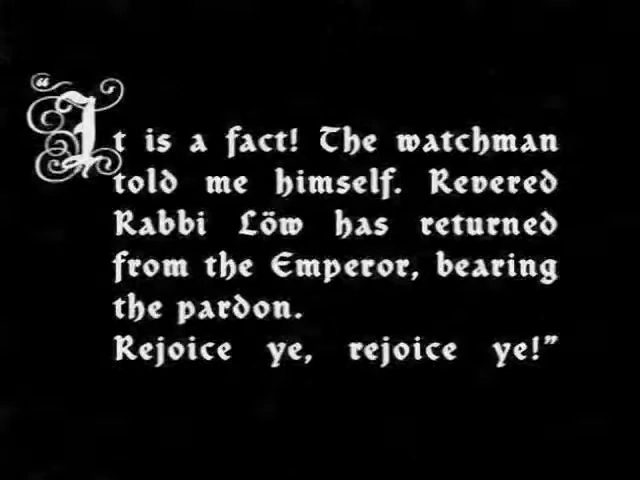 "It is a fact! The watchman
told me himself. Revered
Rabbi Löw has returned
from the Emperor, bearing
the pardon.
Rejoice ye, rejoice ye!"